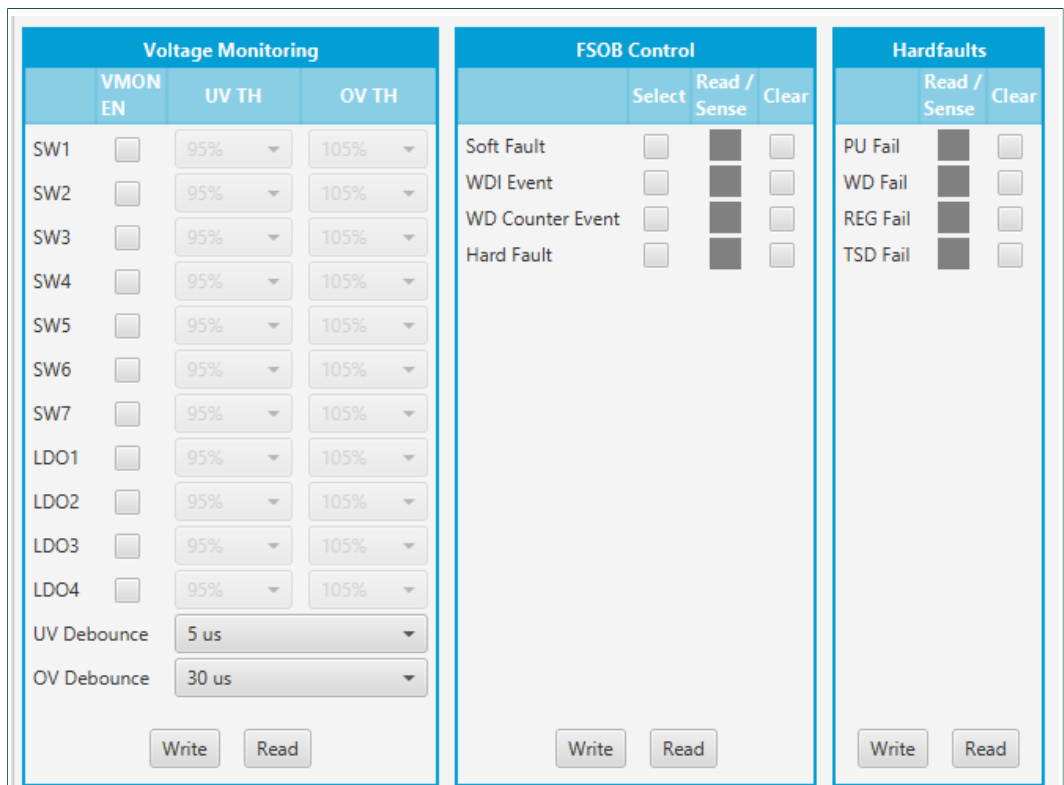 Voltage Monitoring
VMON EN UV TH OV TH
SW1 95% 105%
SW2 95% 105%
SW3 95% 105%
SW4 95% 105%
SW5 95% 105%
SW6 95% 105%
SW7 95% 105%
LDO1 95% 105%
LDO2 95% 105%
LDO3 95% 105%
LDO4 95% 105%
UV Debounce 5 us
OV Debounce 30 us
Write Read
FSOB Control
Select Read / Sense Clear
Soft Fault
WDI Event
WD Counter Event
Hard Fault
Write Read
Hardfaults
Read / Sense Clear
PU Fail
WD Fail
REG Fail
TSD Fail
Write Read